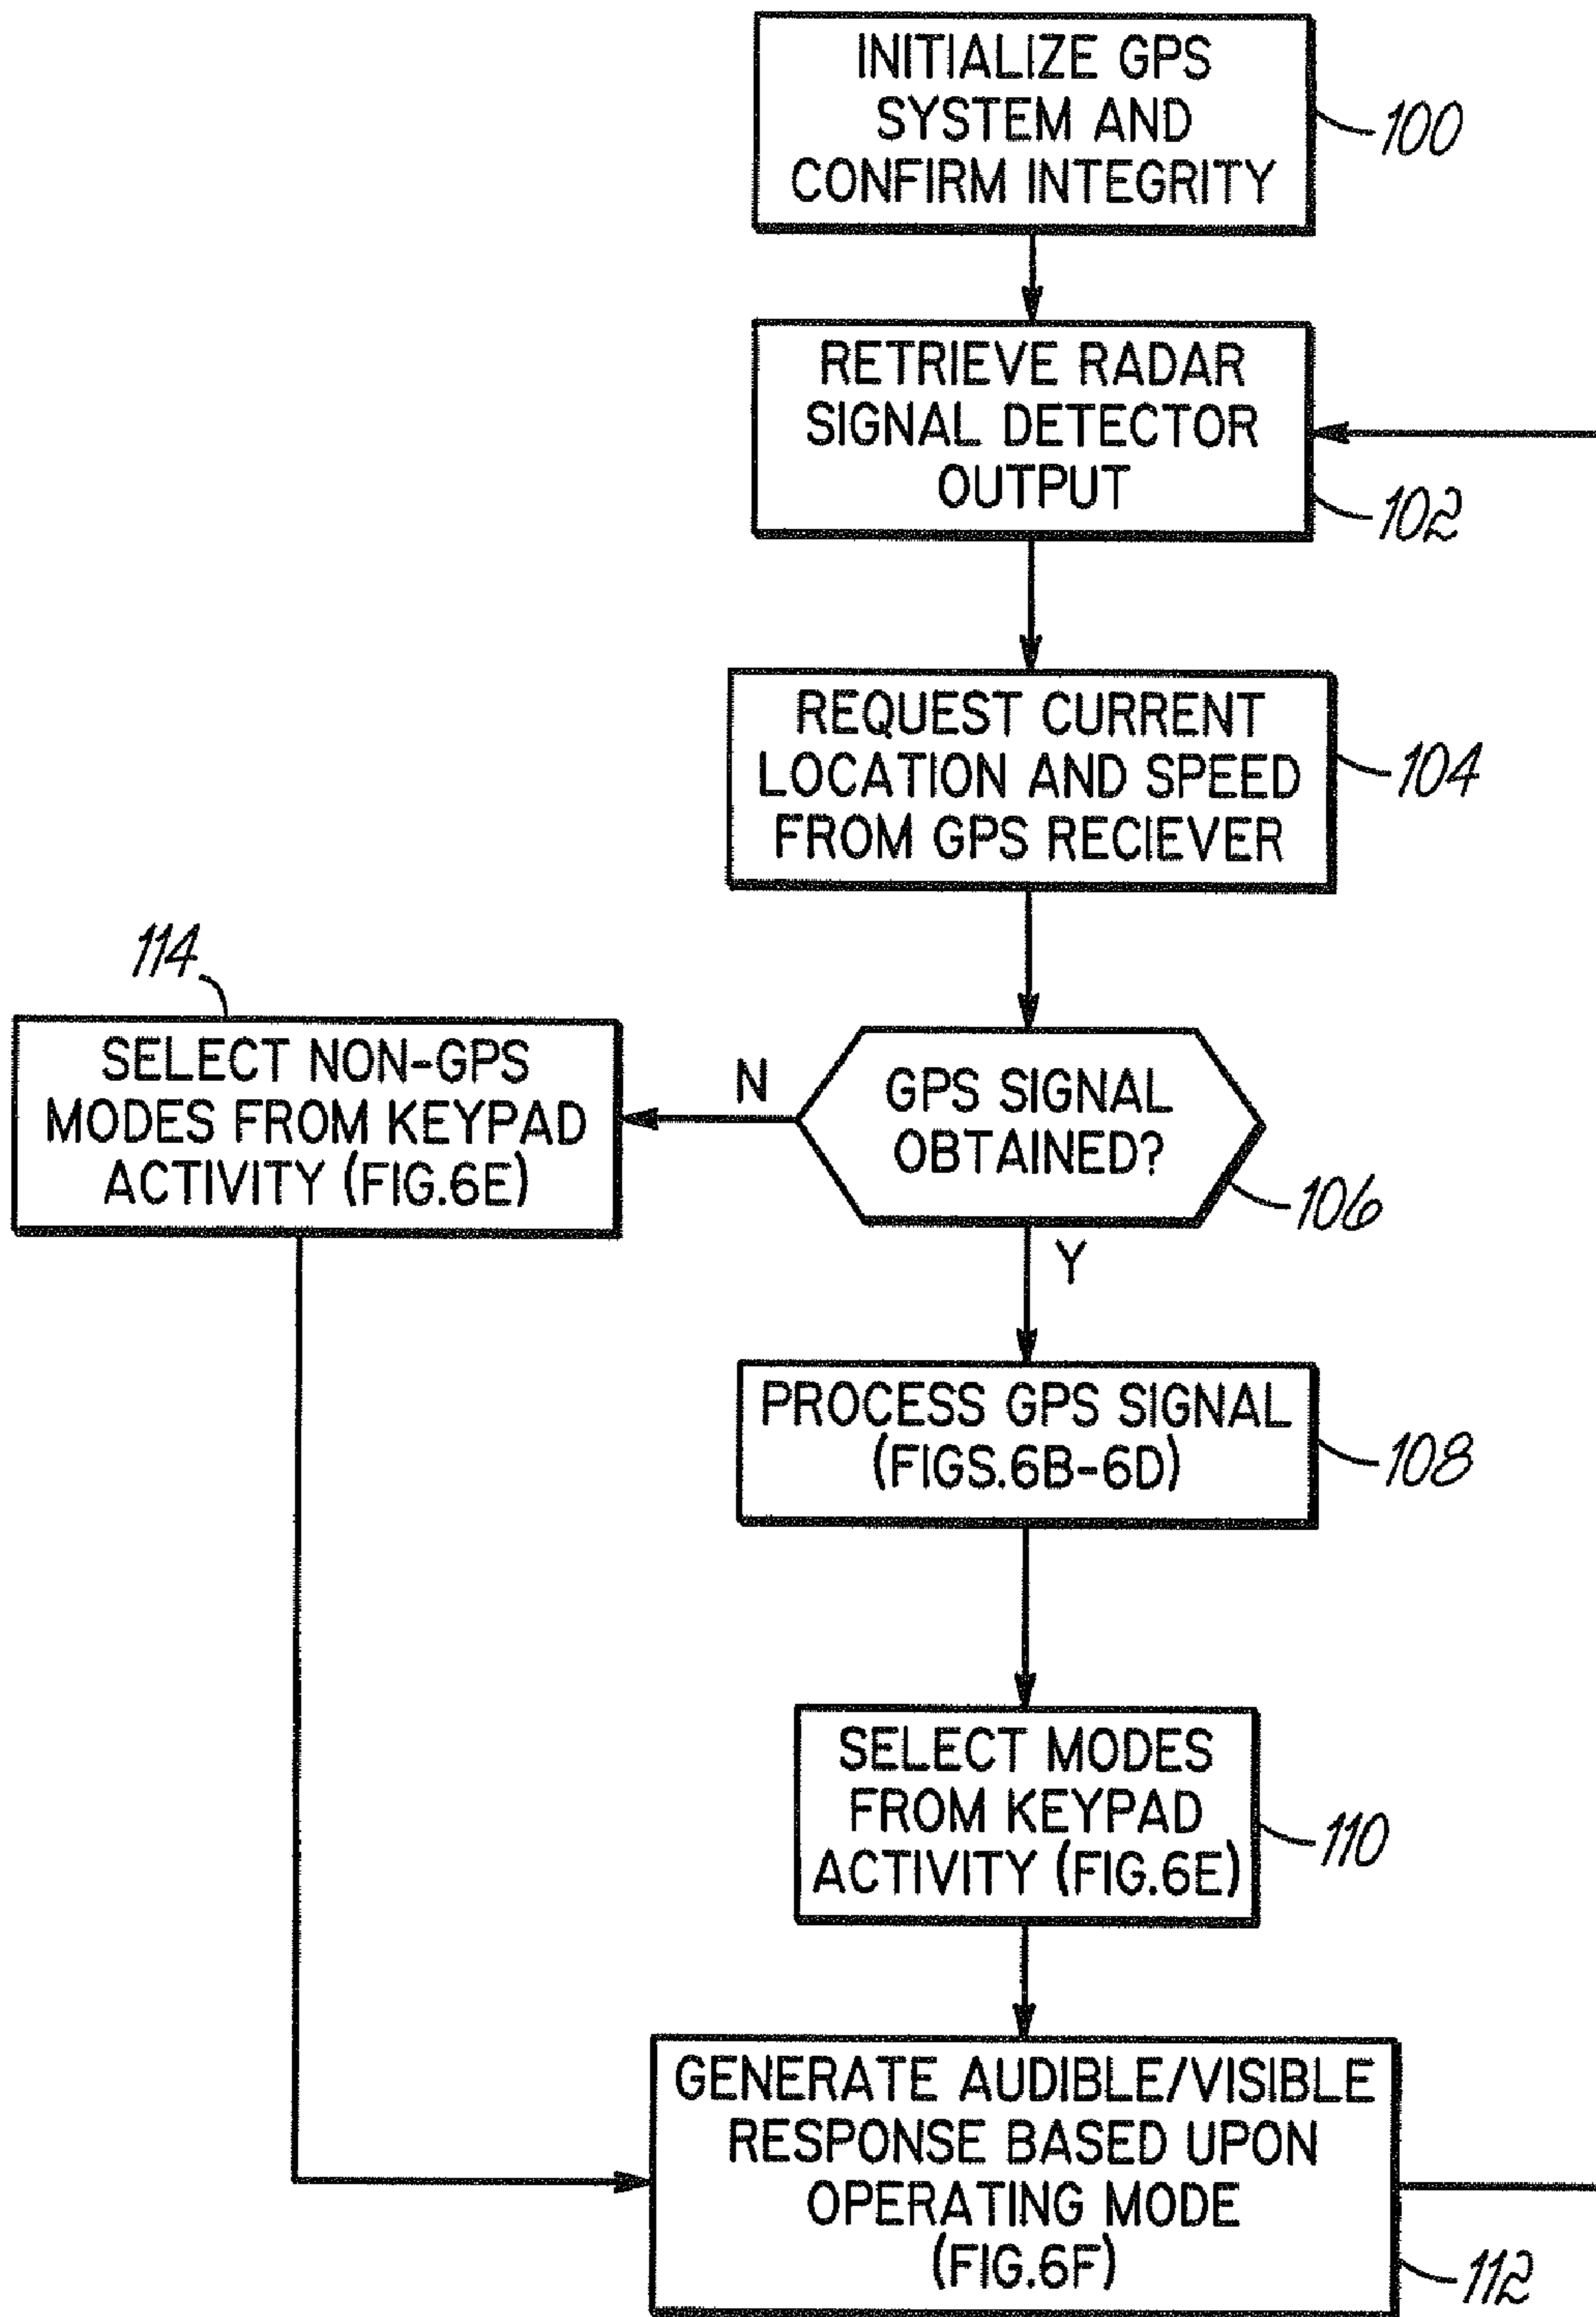 INITIALIZE GPS
SYSTEM AND
CONFIRM INTEGRITY
100
RETRIEVE RADAR
SIGNAL DETECTOR
OUTPUT
102
REQUEST CURRENT
LOCATION AND SPEED
FROM GPS RECIEVER
104
114
SELECT NON-GPS
MODES FROM KEYPAD
ACTIVITY (FIG.6E)
N
GPS SIGNAL
OBTAINED?
106
Y
PROCESS GPS SIGNAL
(FIGS.6B-6D)
108
SELECT MODES
FROM KEYPAD
ACTIVITY (FIG.6E)
110
GENERATE AUDIBLE/VISIBLE
RESPONSE BASED UPON
OPERATING MODE
(FIG.6F)
112